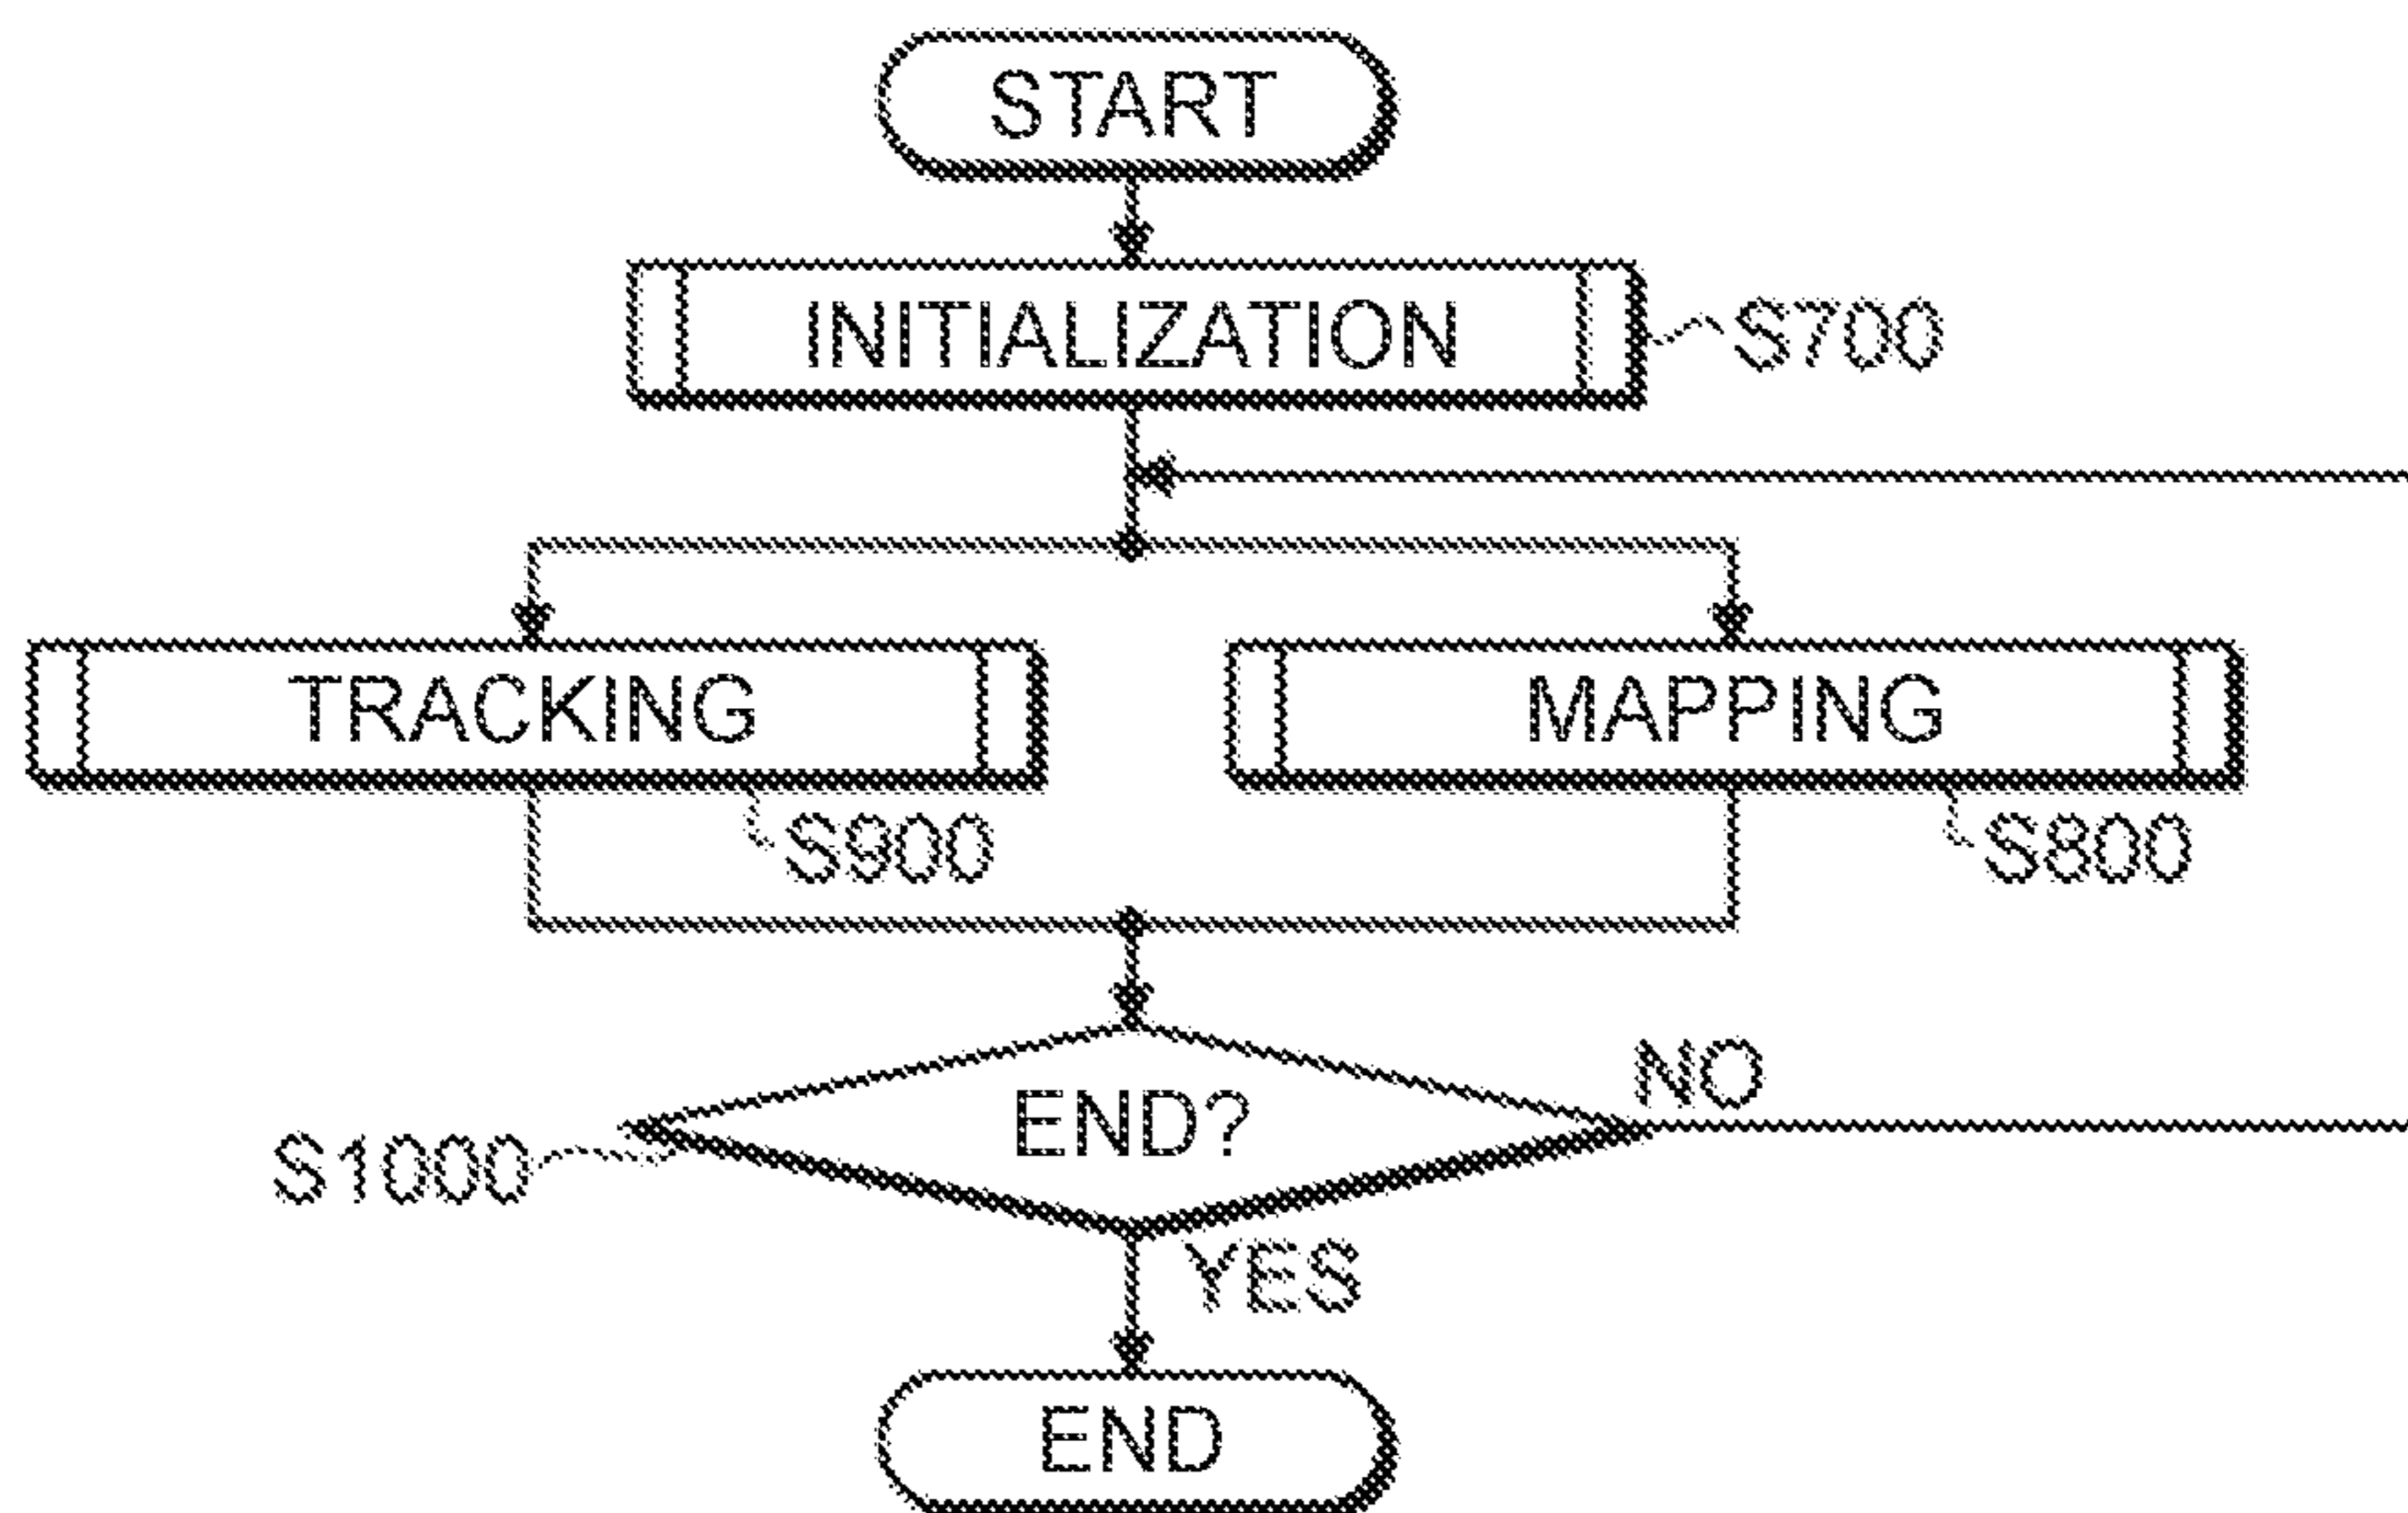 START
INITIALIZATION
S700
TRACKING
MAPPING
S900
S800
END?
NO
S1000
YES
END